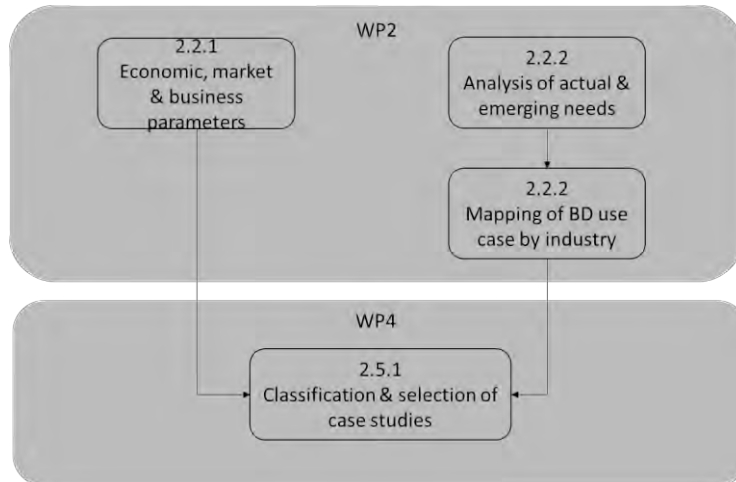 WP2
2.2.1
Economic, market
& business
parameters
2.2.2
Analysis of actual &
emerging needs
2.2.2
Mapping of BD use
case by industry
WP4
2.5.1
Classification & selection of
case studies